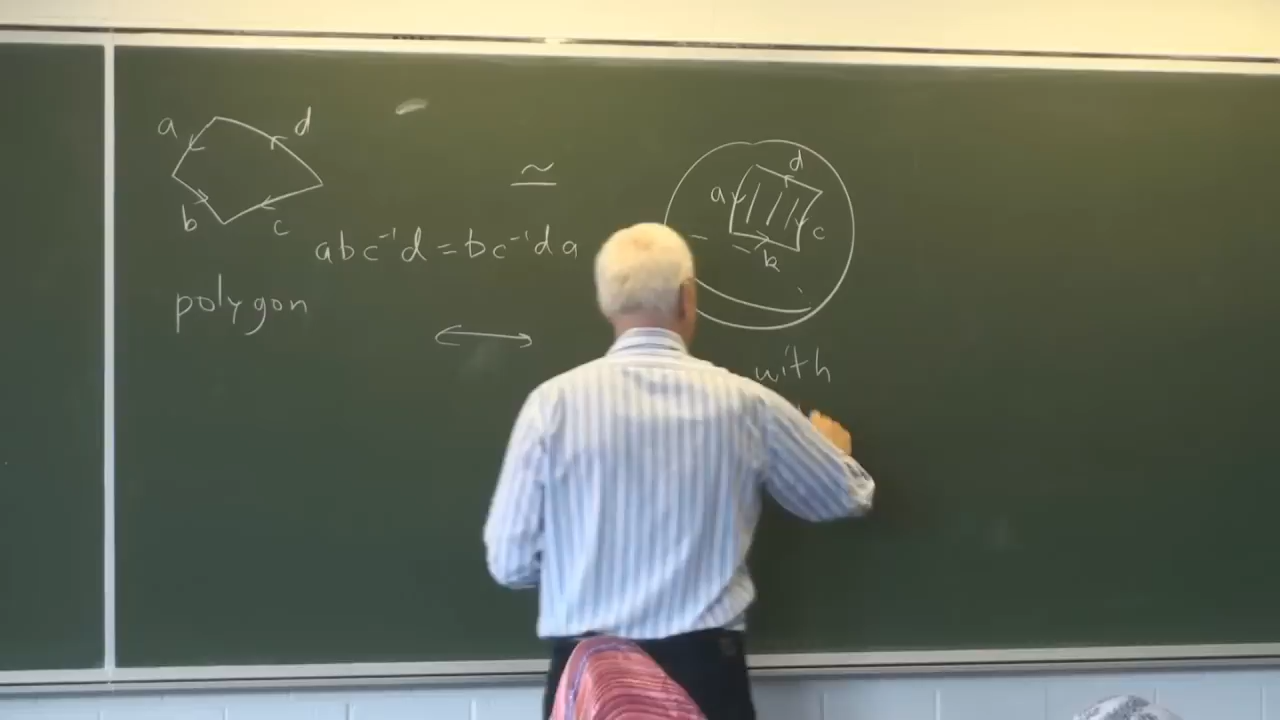 a d
b c
abc⁻¹d = bc⁻¹da
polygon
≃
⟷
d
a c
b
with